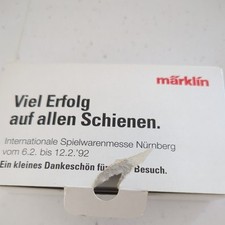 märklin
Viel Erfolg
auf allen Schienen.
Internationale Spielwarenmesse Nürnberg
vom 6.2. bis 12.2.'92
Ein kleines Dankeschön für Besuch.